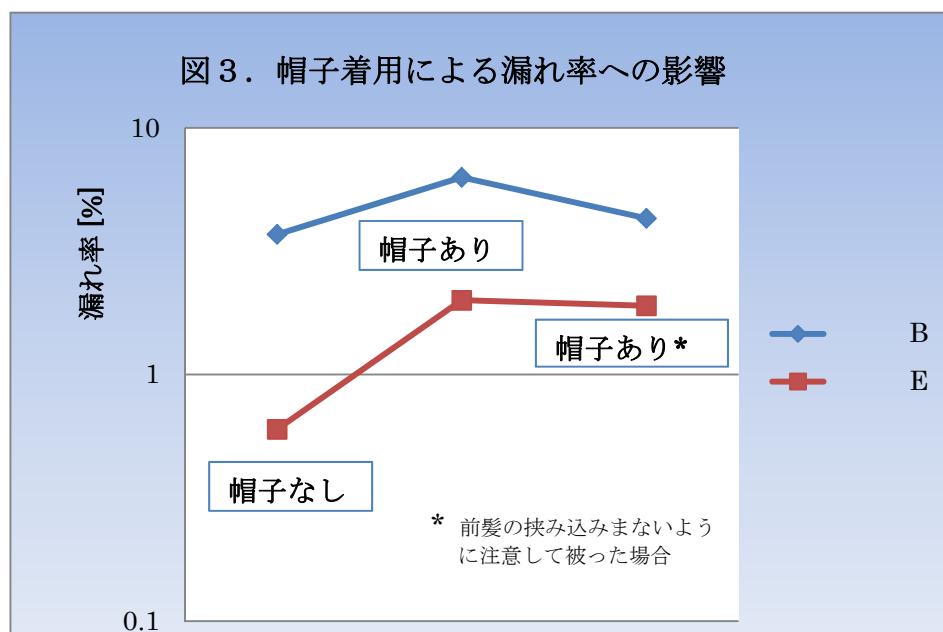 図３．帽子着用による漏れ率への影響
10
漏れ率 [%]
帽子あり
帽子あり*
B
1
E
帽子なし
* 前髪の挟み込みまないよう
に注意して被った場合
0.1